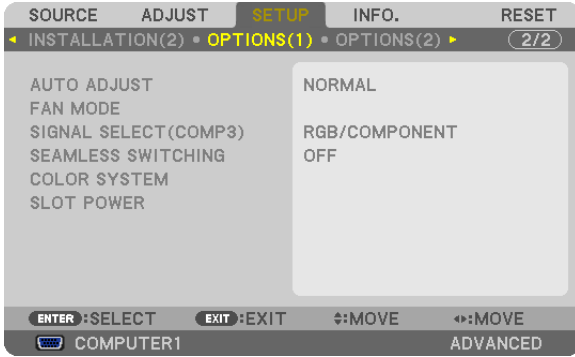 SOURCE ADJUST SETUP INFO. RESET
INSTALLATION(2) • OPTIONS(1) • OPTIONS(2) 2/2
AUTO ADJUST NORMAL
FAN MODE
SIGNAL SELECT(COMP3) RGB/COMPONENT
SEAMLESS SWITCHING OFF
COLOR SYSTEM
SLOT POWER
ENTER:SELECT EXIT:EXIT :MOVE :MOVE
COMPUTER1 ADVANCED